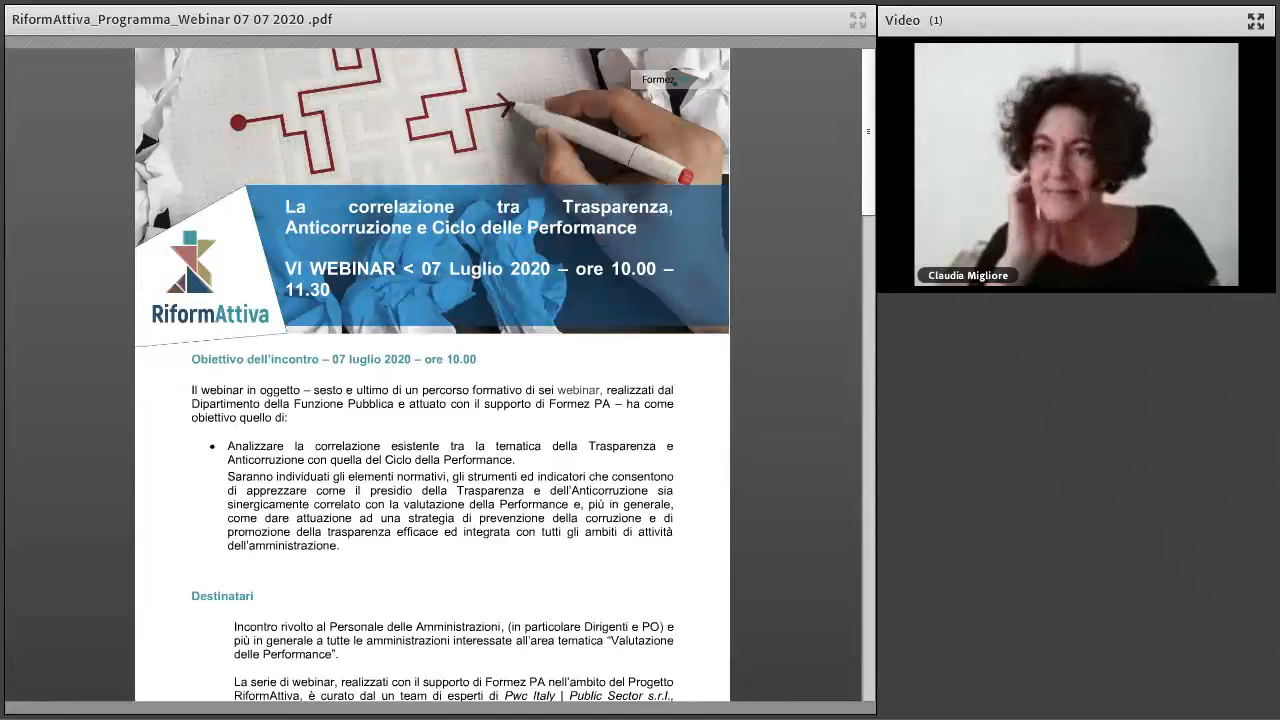 RiformAttiva_Programma_Webinar 07 07 2020 .pdf
Video (1)
Formez
La correlazione tra Trasparenza,
Anticorruzione e Ciclo delle Performance
VI WEBINAR < 07 Luglio 2020 – ore 10.00 –
11.30
RiformAttiva
Claudia Migliore
Obiettivo dell'incontro – 07 luglio 2020 – ore 10.00
Il webinar in oggetto – sesto e ultimo di un percorso formativo di sei webinar, realizzati dal
Dipartimento della Funzione Pubblica e attuato con il supporto di Formez PA – ha come
obiettivo quello di:
• Analizzare la correlazione esistente tra la tematica della Trasparenza e
Anticorruzione con quella del Ciclo della Performance.
Saranno individuati gli elementi normativi, gli strumenti ed indicatori che consentono
di apprezzare come il presidio della Trasparenza e dell'Anticorruzione sia
sinergicamente correlato con la valutazione della Performance e, più in generale,
come dare attuazione ad una strategia di prevenzione della corruzione e di
promozione della trasparenza efficace ed integrata con tutti gli ambiti di attività
dell'amministrazione.
Destinatari
Incontro rivolto al Personale delle Amministrazioni, (in particolare Dirigenti e PO) e
più in generale a tutte le amministrazioni interessate all'area tematica “Valutazione
delle Performance”.
La serie di webinar, realizzati con il supporto di Formez PA nell'ambito del Progetto
RiformAttiva, è curato dal un team di esperti di Pwc Italy | Public Sector s.r.l.,